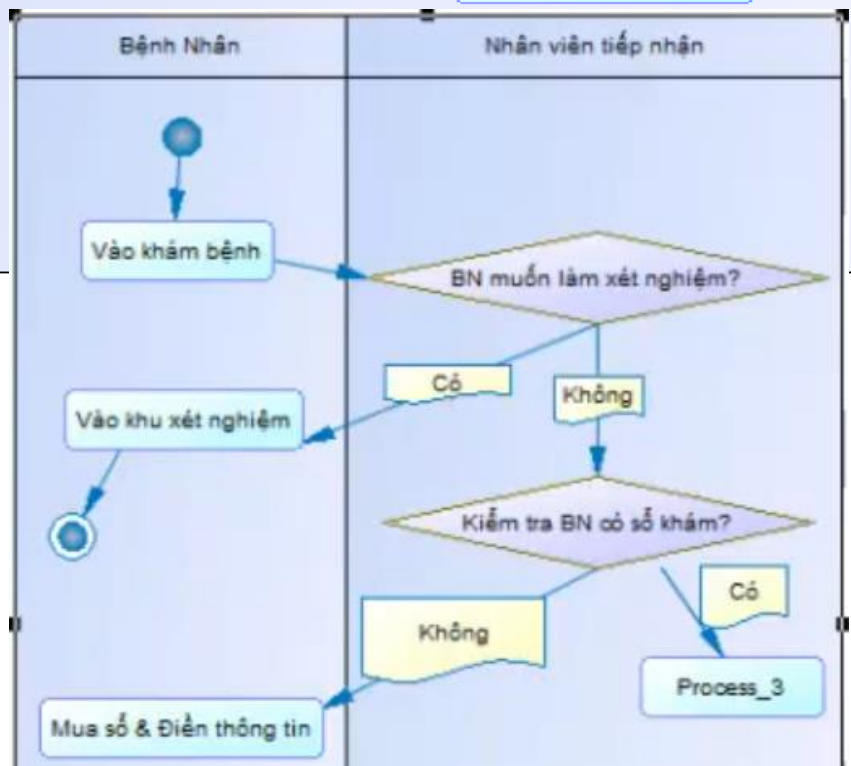 Bệnh Nhân
Nhân viên tiếp nhận
Vào khám bệnh
BN muốn làm xét nghiệm?
Có
Không
Vào khu xét nghiệm
Kiểm tra BN có sổ khám?
Có
Không
Process_3
Mua sổ & Điền thông tin